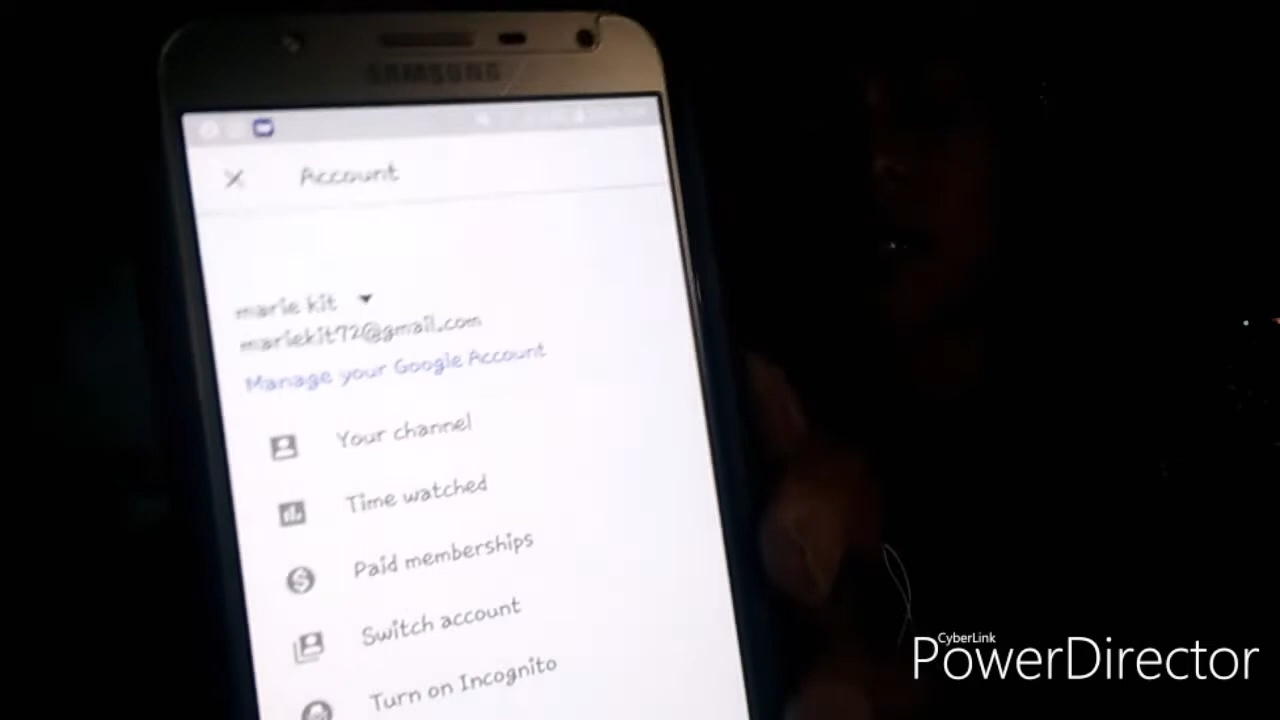 SAMSUNG
Account
marie kit
mariekit72@gmail.com
Manage your Google Account
Your channel
Time watched
Paid memberships
Switch account
Turn on Incognito
CyberLink
PowerDirector